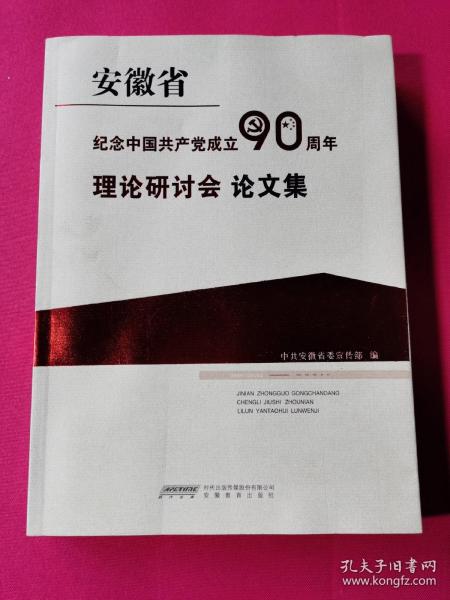 安徽省
纪念中国共产党成立90周年
理论研讨会 论文集
中共安徽省委宣传部 编
JINIAN ZHONGGUO GONGCHANDANG
CHENGLI JIUSHI ZHOUNIAN
LILUN YANTAOHUI LUNWENJI
时代出版传媒股份有限公司
安徽教育出版社
孔夫子旧书网
www.kongfz.com